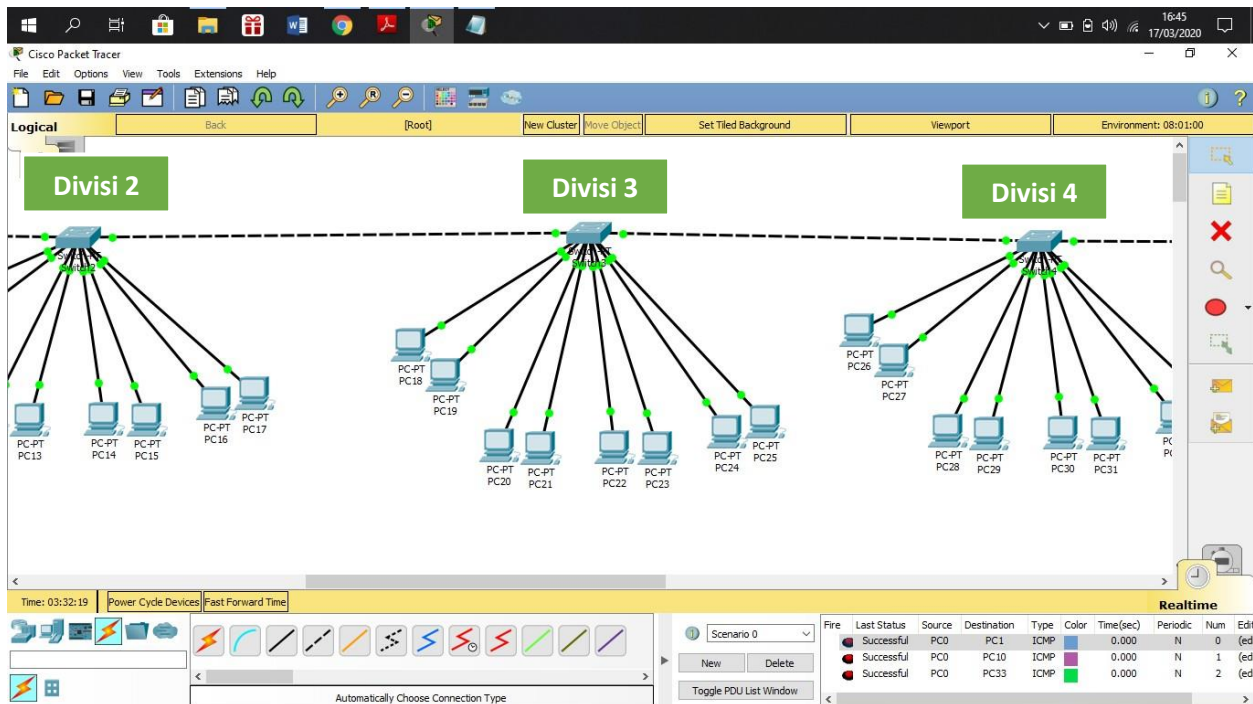 16:45
17/03/2020
Cisco Packet Tracer
File Edit Options View Tools Extensions Help
Logical
Back
[Root]
New Cluster
Move Object
Set Tiled Background
Viewport
Environment: 08:01:00
Divisi 2
Divisi 3
Divisi 4
Switch2
Switch3
Switch4
PC-PT
PC13
PC-PT
PC14
PC-PT
PC15
PC-PT
PC16
PC-PT
PC17
PC-PT
PC18
PC-PT
PC19
PC-PT
PC20
PC-PT
PC21
PC-PT
PC22
PC-PT
PC23
PC-PT
PC24
PC-PT
PC25
PC-PT
PC26
PC-PT
PC27
PC-PT
PC28
PC-PT
PC29
PC-PT
PC30
PC-PT
PC31
Time: 03:32:19
Power Cycle Devices
Fast Forward Time
Realtime
Scenario 0
New
Delete
Toggle PDU List Window
Automatically Choose Connection Type
Fire Last Status Source Destination Type Color Time(sec) Periodic Num Edit
Successful PC0 PC1 ICMP 0.000 N 0 (ed
Successful PC0 PC10 ICMP 0.000 N 1 (ed
Successful PC0 PC33 ICMP 0.000 N 2 (ed